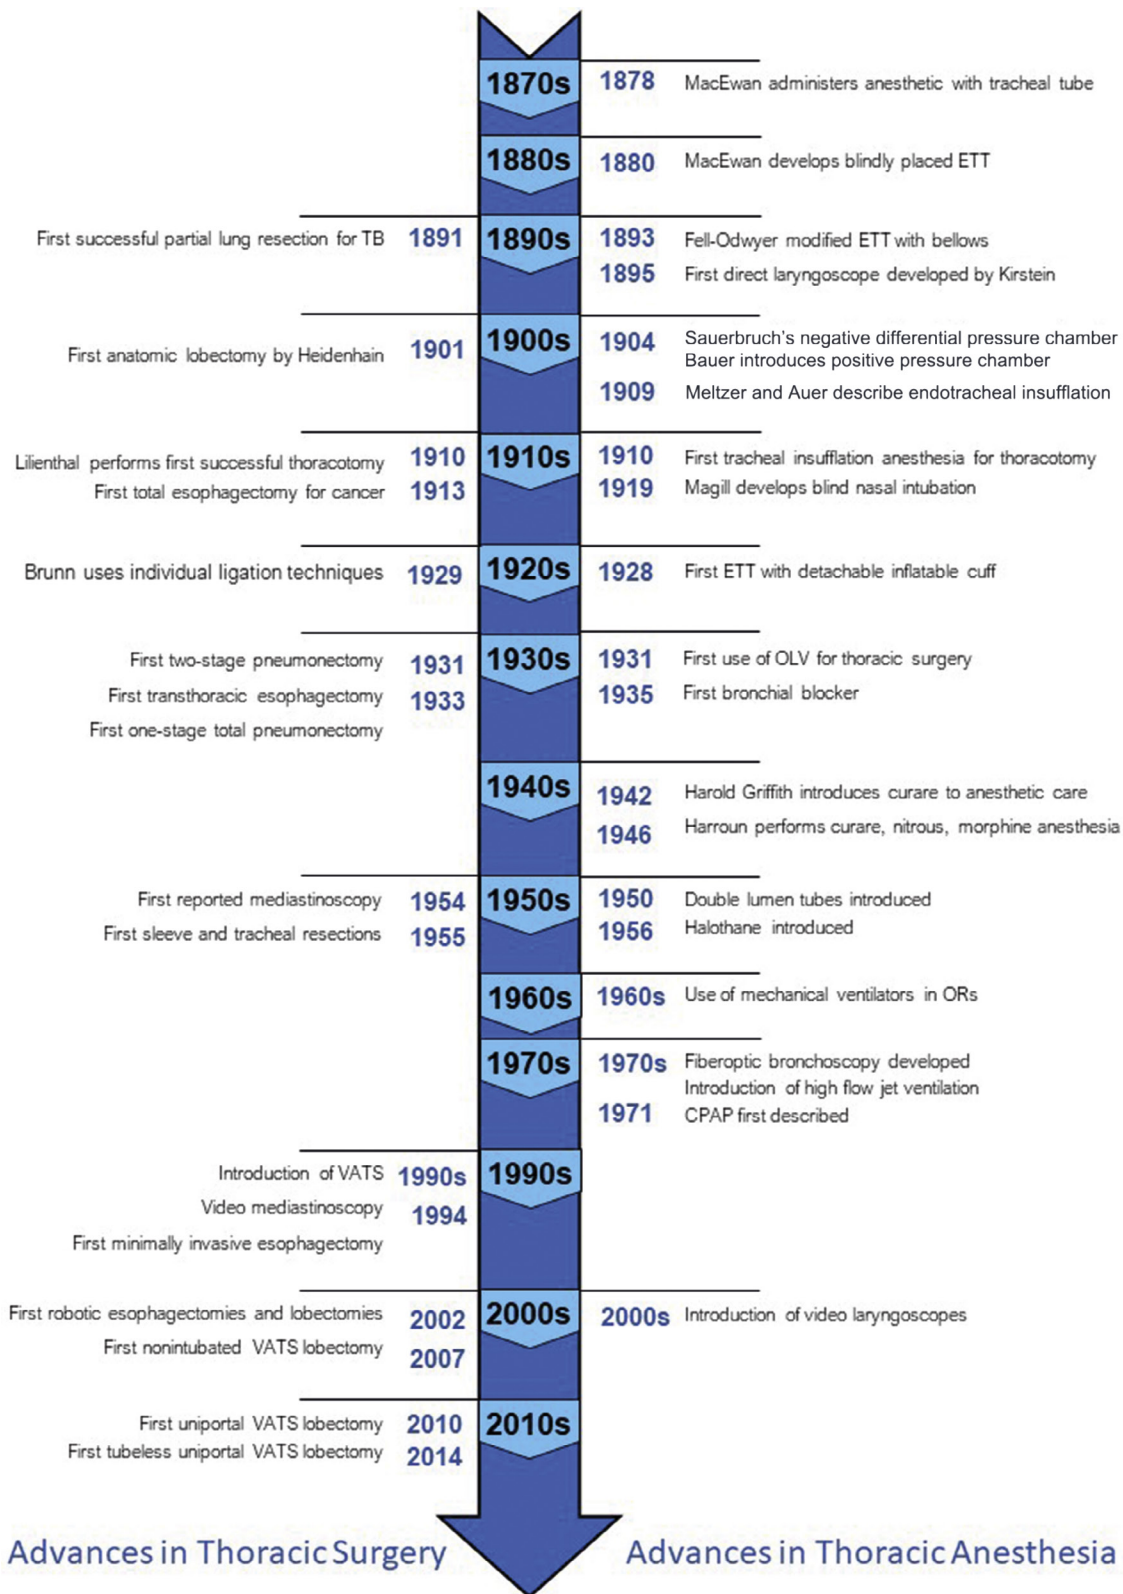 1870s
1878 MacEwan administers anesthetic with tracheal tube
1880s
1880 MacEwan develops blindly placed ETT
First successful partial lung resection for TB 1891
1890s
1893 Fell-Odwyer modified ETT with bellows
1895 First direct laryngoscope developed by Kirstein
First anatomic lobectomy by Heidenhain 1901
1900s
1904 Sauerbruch's negative differential pressure chamber
Bauer introduces positive pressure chamber
1909 Meltzer and Auer describe endotracheal insufflation
Lilienthal performs first successful thoracotomy 1910
First total esophagectomy for cancer 1913
1910s
1910 First tracheal insufflation anesthesia for thoracotomy
1919 Magill develops blind nasal intubation
Brunn uses individual ligation techniques 1929
1920s
1928 First ETT with detachable inflatable cuff
First two-stage pneumonectomy 1931
First transthoracic esophagectomy 1933
First one-stage total pneumonectomy
1930s
1931 First use of OLV for thoracic surgery
1935 First bronchial blocker
1940s
1942 Harold Griffith introduces curare to anesthetic care
1946 Harroun performs curare, nitrous, morphine anesthesia
First reported mediastinoscopy 1954
First sleeve and tracheal resections 1955
1950s
1950 Double lumen tubes introduced
1956 Halothane introduced
1960s
1960s Use of mechanical ventilators in ORs
1970s
1970s Fiberoptic bronchoscopy developed
Introduction of high flow jet ventilation
1971 CPAP first described
Introduction of VATS 1990s
Video mediastinoscopy 1994
First minimally invasive esophagectomy
1990s
First robotic esophagectomies and lobectomies 2002
First nonintubated VATS lobectomy 2007
2000s
2000s Introduction of video laryngoscopes
First uniportal VATS lobectomy 2010
First tubeless uniportal VATS lobectomy 2014
2010s
Advances in Thoracic Surgery
Advances in Thoracic Anesthesia